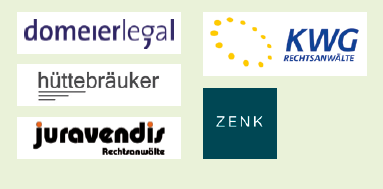 domeierlegal
hüttebräuker
juravendis
Rechtsanwälte
KWG
RECHTSANWÄLTE
ZENK